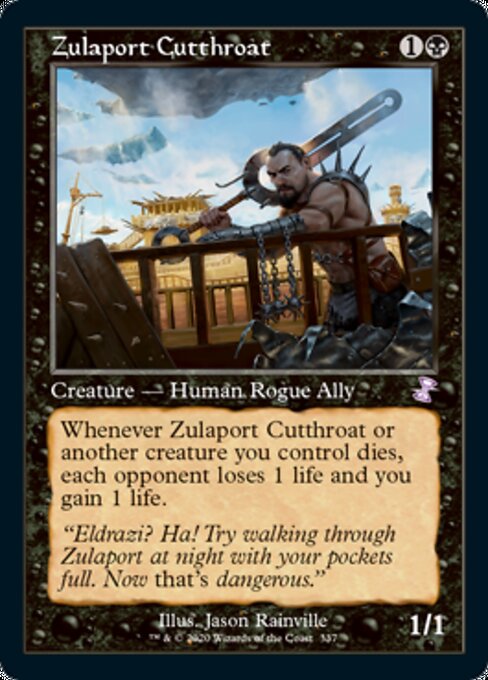 Zulaport Cutthroat 1
Creature — Human Rogue Ally
Whenever Zulaport Cutthroat or
another creature you control dies,
each opponent loses 1 life and you
gain 1 life.
“Eldrazi? Ha! Try walking through
Zulaport at night with your pockets
full. Now that’s dangerous.”
Illus. Jason Rainville
1/1
™ & © 2020 Wizards of the Coast